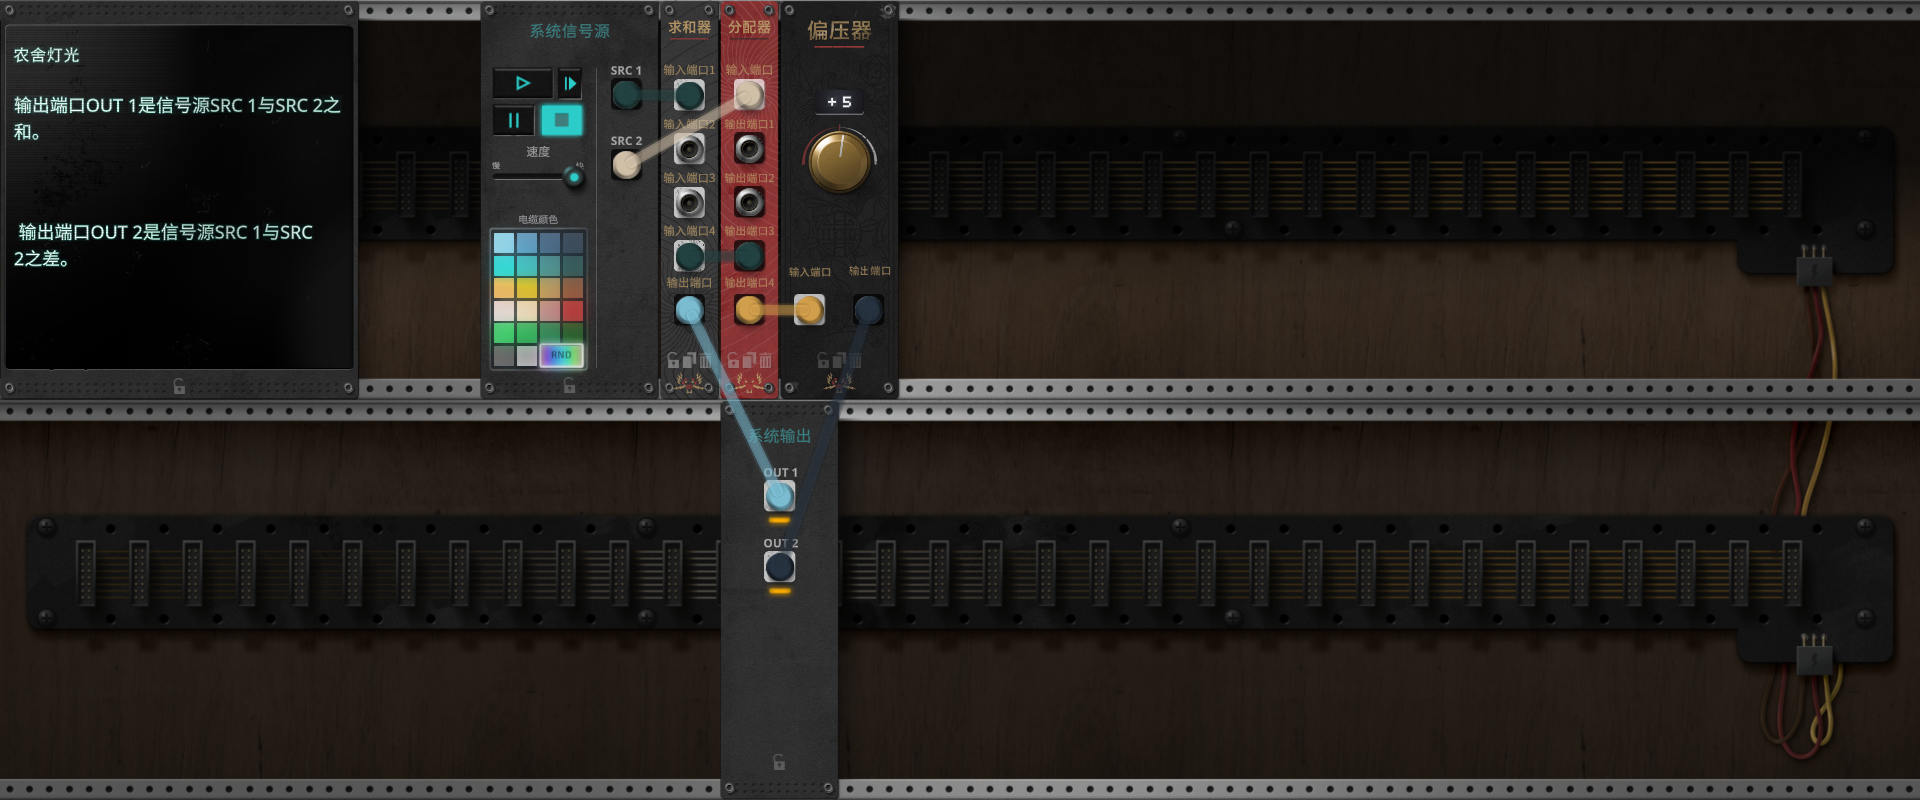 农舍灯光
输出端口OUT 1是信号源SRC 1与SRC 2之
和。
输出端口OUT 2是信号源SRC 1与SRC
2之差。
系统信号源
SRC 1
SRC 2
速度
慢
快
电缆颜色
RND
求和器
输入端口1
输入端口2
输入端口3
输入端口4
输出端口
分配器
输入端口
输出端口1
输出端口2
输出端口3
输出端口4
偏压器
+ 5
输入端口
输出端口
系统输出
OUT 1
OUT 2